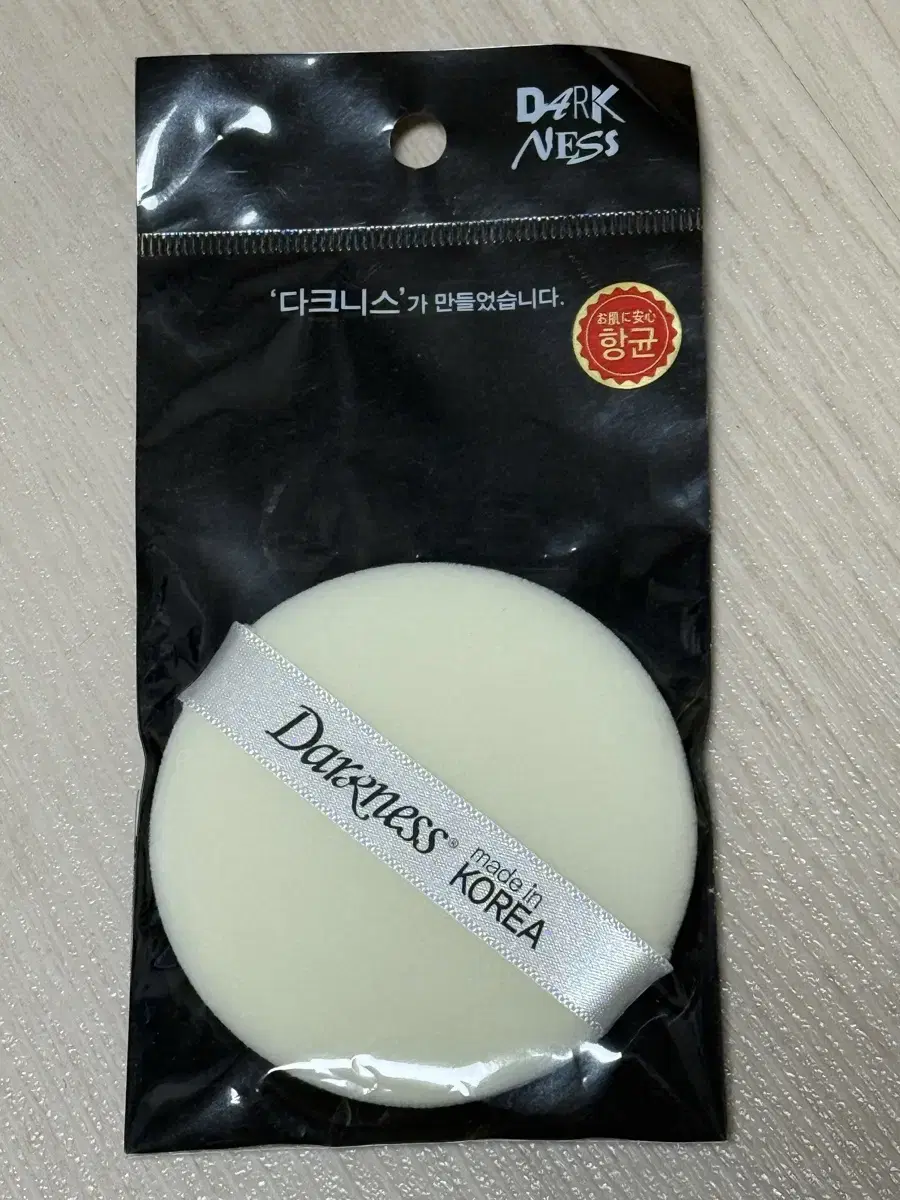 DARK
NESS
'다크니스'가 만들었습니다.
お肌に安心
항균
Darkness®
made in
KOREA